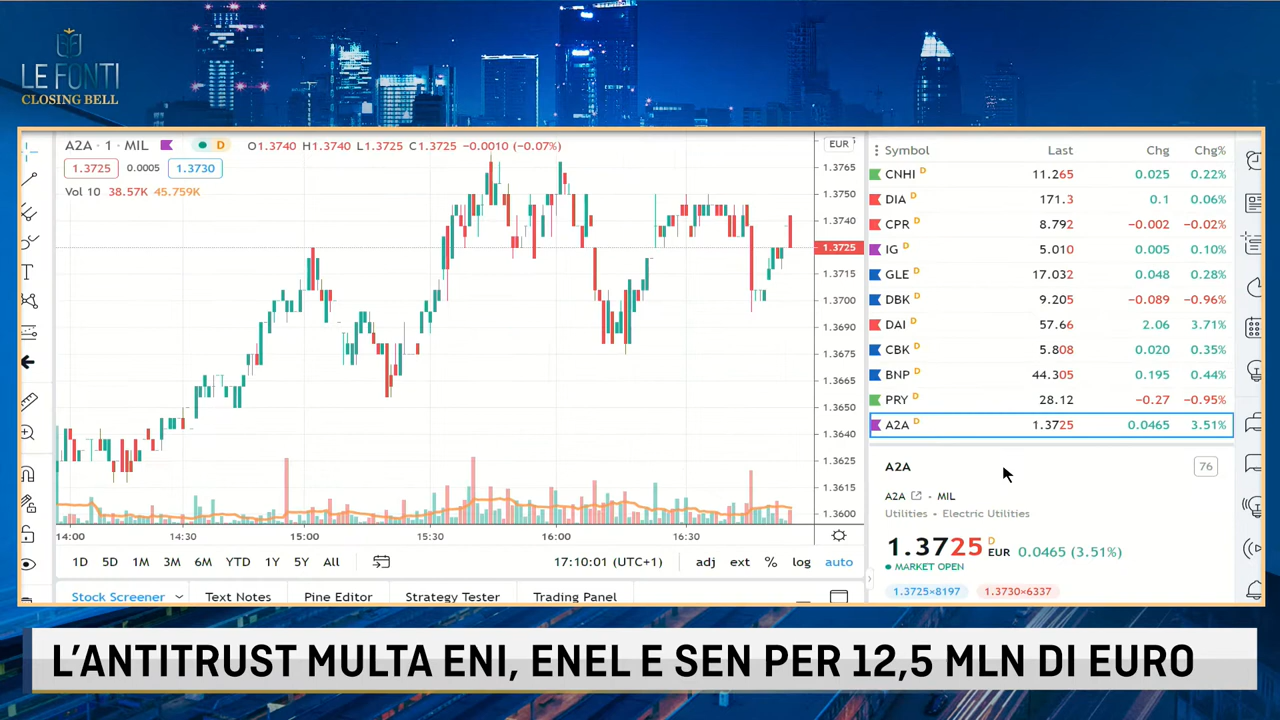 LE FONTI
CLOSING BELL
A2A · 1 · MIL D O1.3740 H1.3740 L1.3725 C1.3725 −0.0010 (−0.07%)
1.3725 0.0005 1.3730
Vol 10 38.57K 45.759K
EUR
1.3765
1.3750
1.3740
1.3725
1.3715
1.3700
1.3690
1.3675
1.3665
1.3650
1.3640
1.3625
1.3615
1.3600
14:00 14:30 15:00 15:30 16:00 16:30
1D 5D 1M 3M 6M YTD 1Y 5Y All 17:10:01 (UTC+1) adj ext % log auto
Stock Screener Text Notes Pine Editor Strategy Tester Trading Panel
Symbol Last Chg Chg%
CNHI D 11.265 0.025 0.22%
DIA D 171.3 0.1 0.06%
CPR D 8.792 −0.002 −0.02%
IG D 5.010 0.005 0.10%
GLE D 17.032 0.048 0.28%
DBK D 9.205 −0.089 −0.96%
DAI D 57.66 2.06 3.71%
CBK D 5.808 0.020 0.35%
BNP D 44.305 0.195 0.44%
PRY D 28.12 −0.27 −0.95%
A2A D 1.3725 0.0465 3.51%
A2A 76
A2A · MIL
Utilities · Electric Utilities
1.3725 D EUR 0.0465 (3.51%)
MARKET OPEN
1.3725×8197 1.3730×6337
L'ANTITRUST MULTA ENI, ENEL E SEN PER 12,5 MLN DI EURO